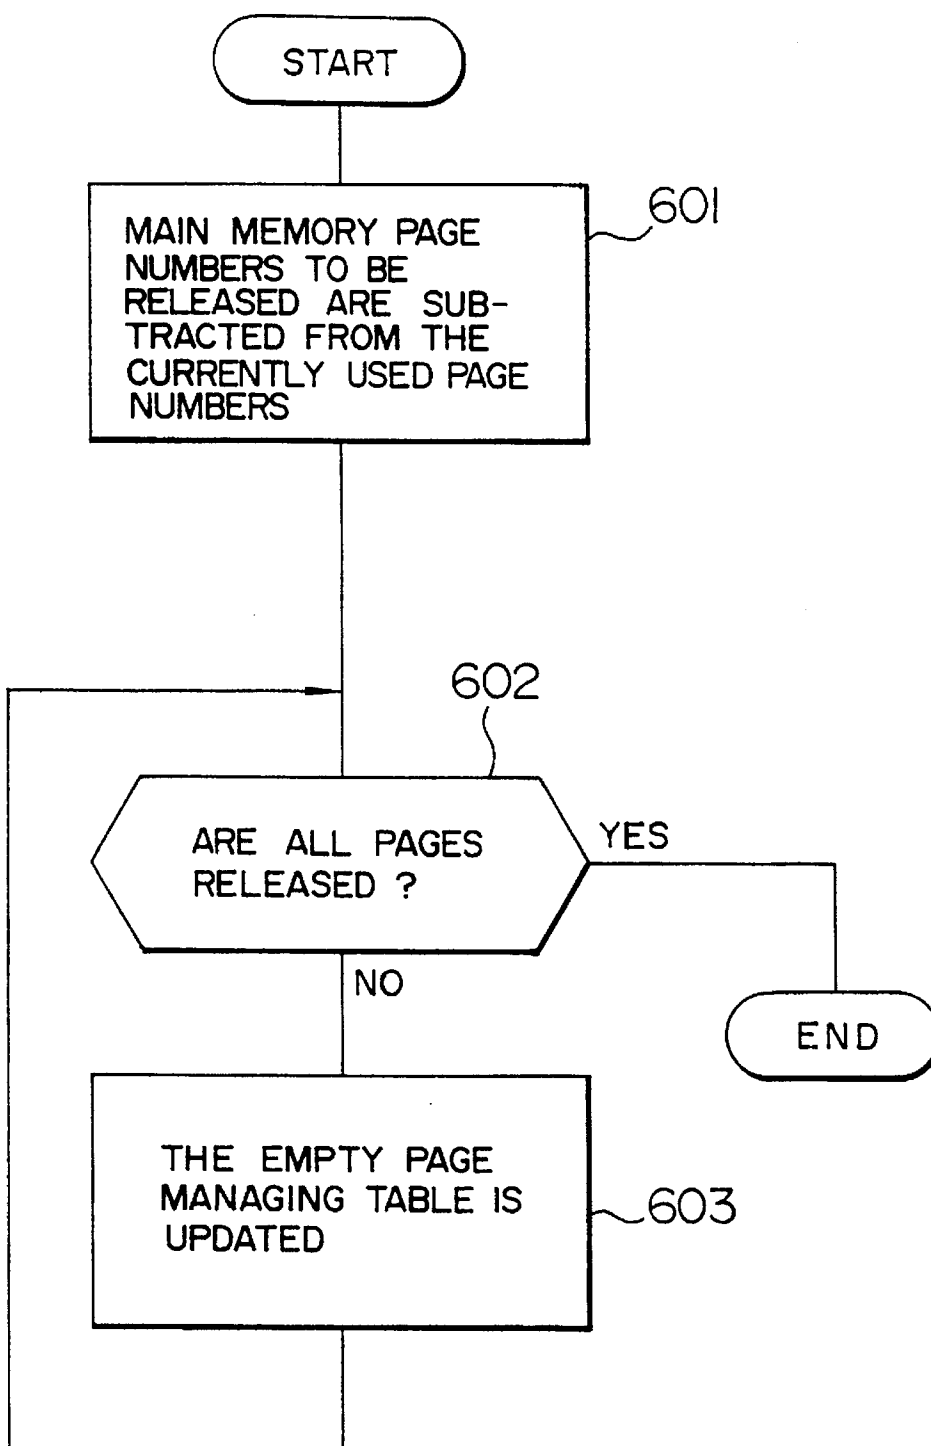 START
601
MAIN MEMORY PAGE
NUMBERS TO BE
RELEASED ARE SUB-
TRACTED FROM THE
CURRENTLY USED PAGE
NUMBERS
602
ARE ALL PAGES
RELEASED ?
YES
NO
END
THE EMPTY PAGE
MANAGING TABLE IS
UPDATED
603